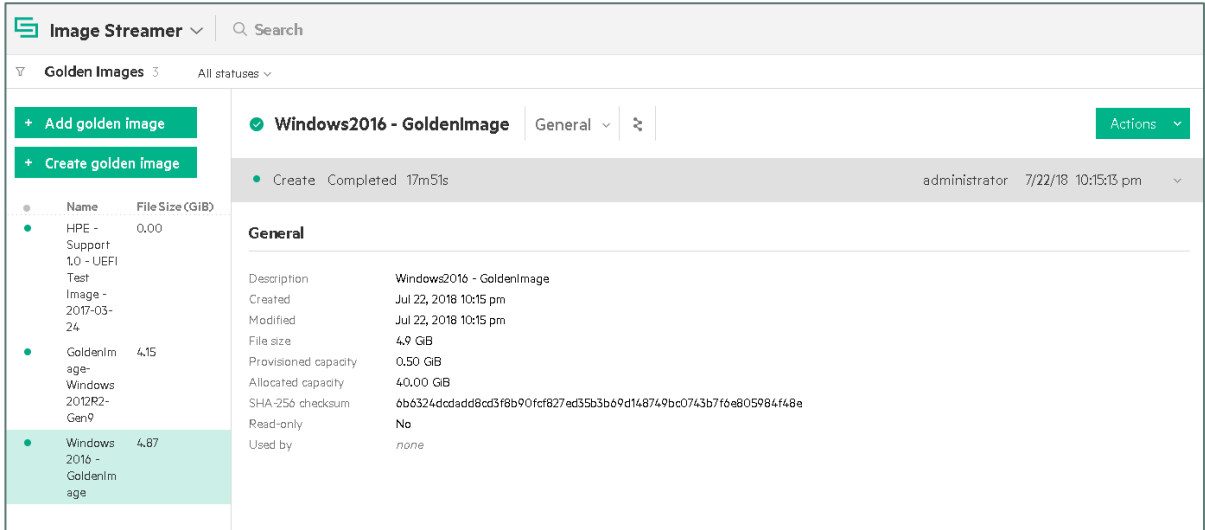 Image Streamer
Search
Golden Images 3
All statuses
+ Add golden image
+ Create golden image
Name File Size (GiB)
HPE - 0.00
Support
1.0 - UEFI
Test
Image -
2017-03-
24
GoldenIm 4.15
age-
Windows
2012R2-
Gen9
Windows 4.87
2016 -
GoldenIm
age
Windows2016 - GoldenImage General
Actions
Create Completed 17m51s administrator 7/22/18 10:15:13 pm
General
Description Windows2016 - GoldenImage
Created Jul 22, 2018 10:15 pm
Modified Jul 22, 2018 10:15 pm
File size 4.9 GiB
Provisioned capacity 0.50 GiB
Allocated capacity 40.00 GiB
SHA-256 checksum 6b6324dcdadd8cd3f8b90fcf827ed35b3b69d148749bc0743b7f6e805984f48e
Read-only No
Used by none